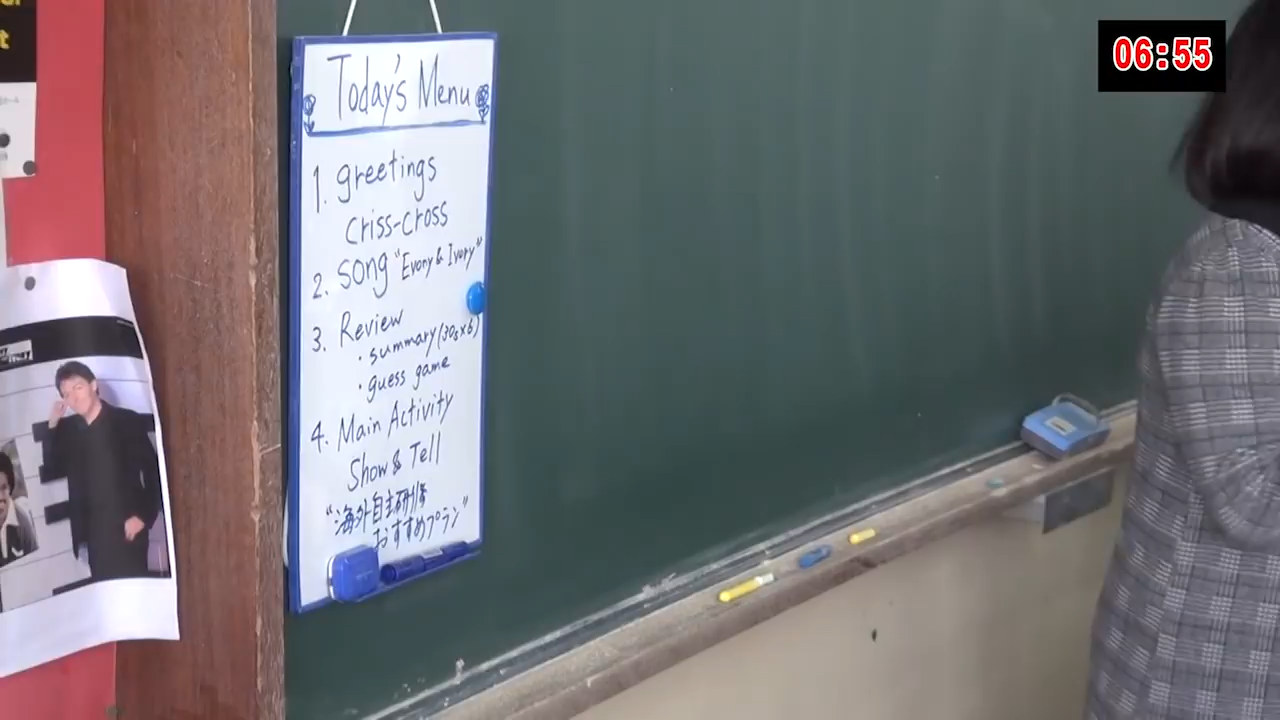 06:55
Today's Menu
1. greetings
criss-cross
2. song "Evony & Ivory"
3. Review
・summary (30s×6)
・guess game
4. Main Activity
Show & Tell
"海外自主研修
おすすめプラン"